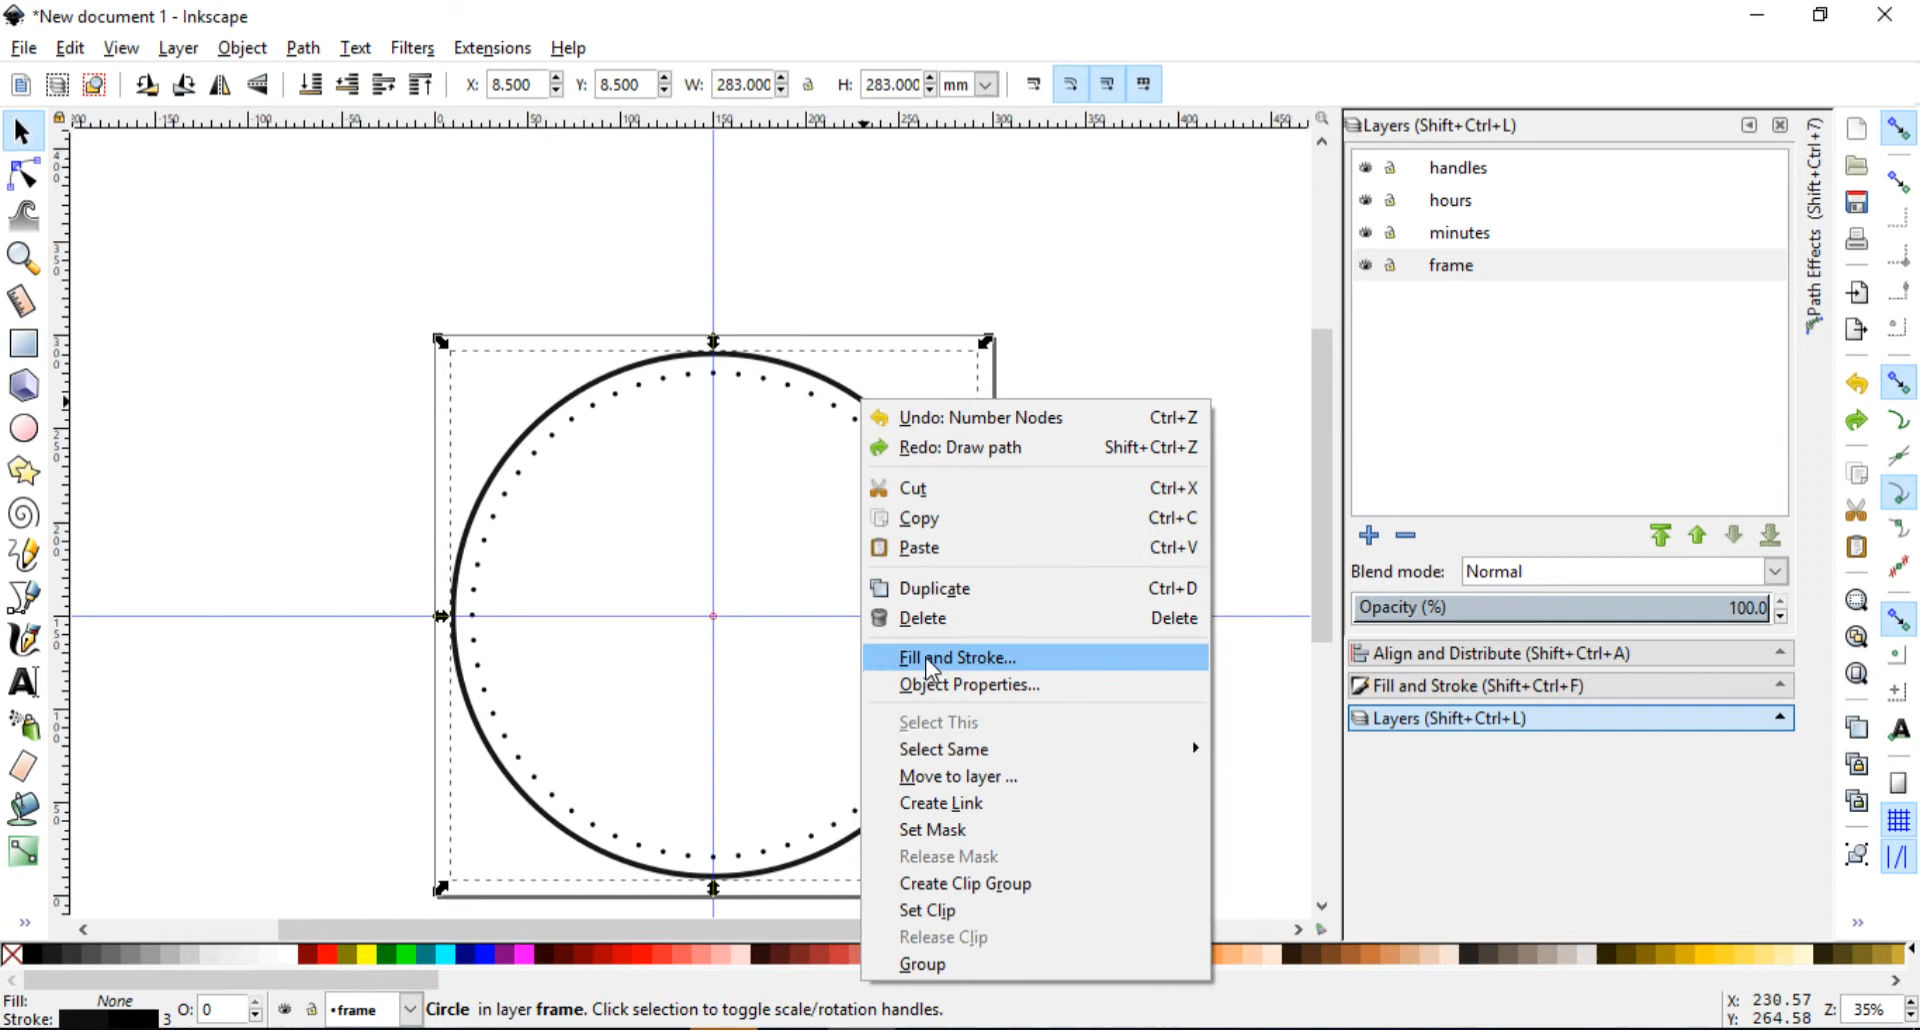 *New document 1 - Inkscape
File Edit View Layer Object Path Text Filters Extensions Help
X: 8.500 Y: 8.500 W: 283.000 H: 283.000 mm
Layers (Shift+Ctrl+L)
handles
hours
minutes
frame
Path Effects (Shift+Ctrl+7)
Undo: Number Nodes Ctrl+Z
Redo: Draw path Shift+Ctrl+Z
Cut Ctrl+X
Copy Ctrl+C
Paste Ctrl+V
Duplicate Ctrl+D
Delete Delete
Fill and Stroke...
Object Properties...
Select This
Select Same
Move to layer ...
Create Link
Set Mask
Release Mask
Create Clip Group
Set Clip
Release Clip
Group
Blend mode: Normal
Opacity (%) 100.0
Align and Distribute (Shift+Ctrl+A)
Fill and Stroke (Shift+Ctrl+F)
Layers (Shift+Ctrl+L)
Fill: None
Stroke: 3
O: 0
•frame
Circle in layer frame. Click selection to toggle scale/rotation handles.
X: 230.57
Y: 264.58
Z: 35%